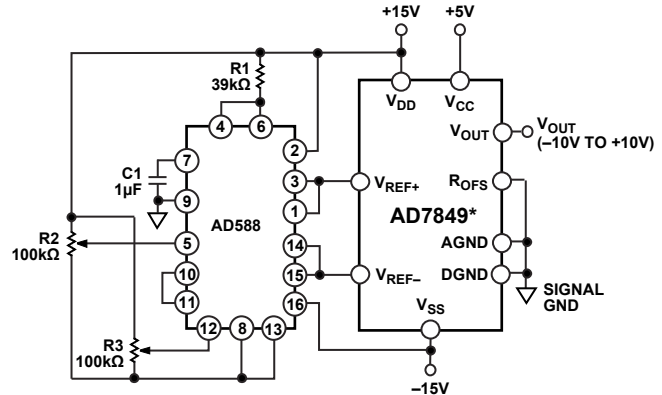 +15V
+5V
R1
39kΩ
VDD
VCC
4
6
VOUT
VOUT
(–10V TO +10V)
2
7
C1
1µF
3
VREF+
ROFS
9
1
AD588
AD7849*
R2
100kΩ
5
14
AGND
10
15
VREF–
DGND
11
16
SIGNAL
GND
VSS
12
8
13
R3
100kΩ
–15V